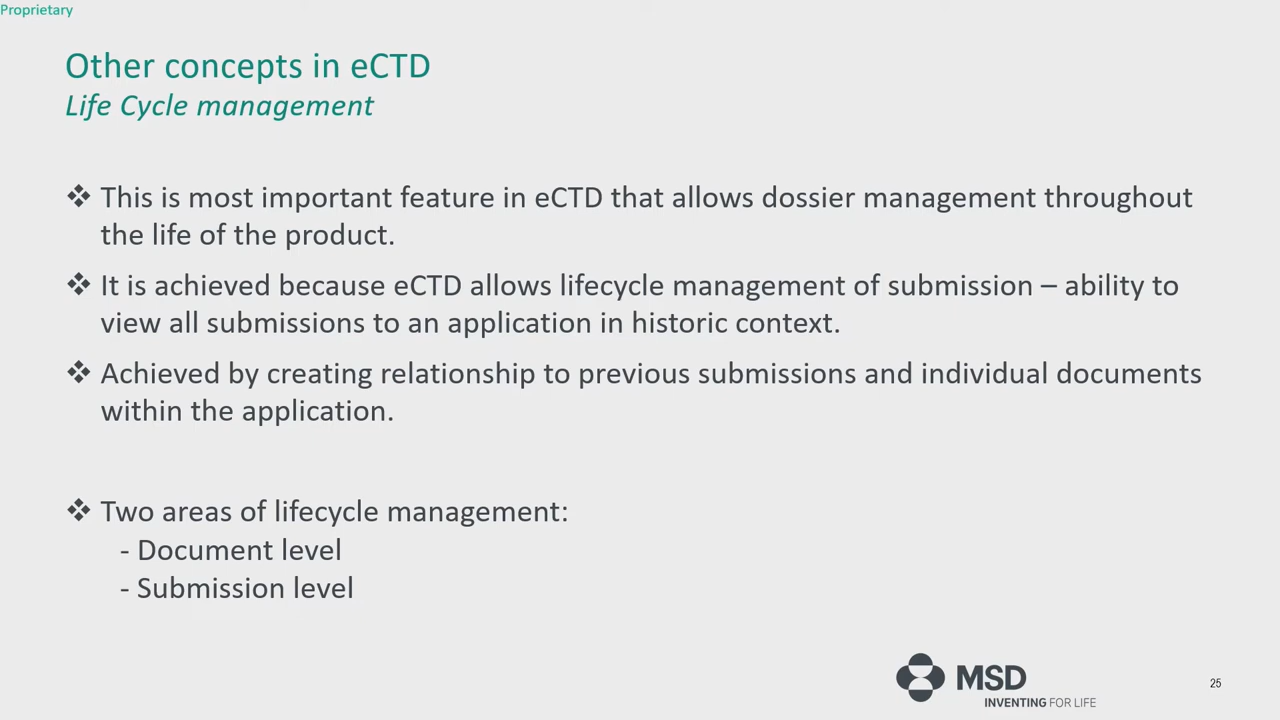 Proprietary
Other concepts in eCTD
Life Cycle management
❖ This is most important feature in eCTD that allows dossier management throughout
the life of the product.
❖ It is achieved because eCTD allows lifecycle management of submission – ability to
view all submissions to an application in historic context.
❖ Achieved by creating relationship to previous submissions and individual documents
within the application.
❖ Two areas of lifecycle management:
- Document level
- Submission level
MSD
INVENTING FOR LIFE
25